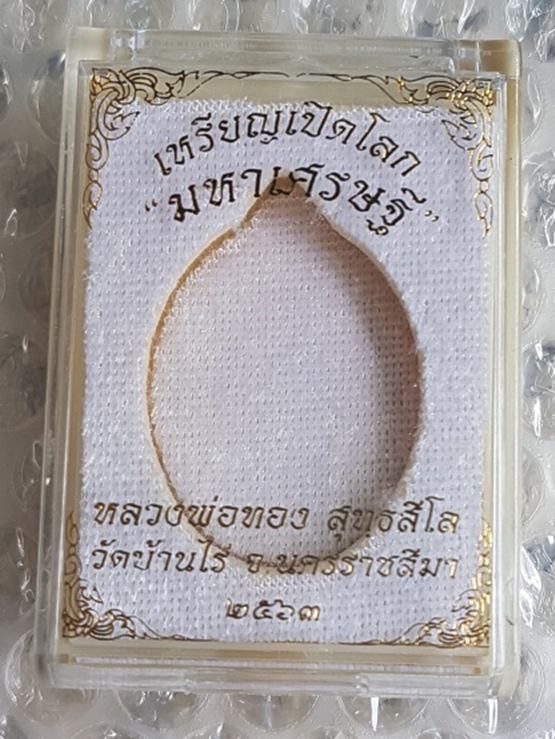 เหรียญเปิดโลก
"มหาเศรษฐี"
หลวงพ่อทอง สุทธสีโล
วัดบ้านไร่ จ.นครราชสีมา
๒๕๖๓